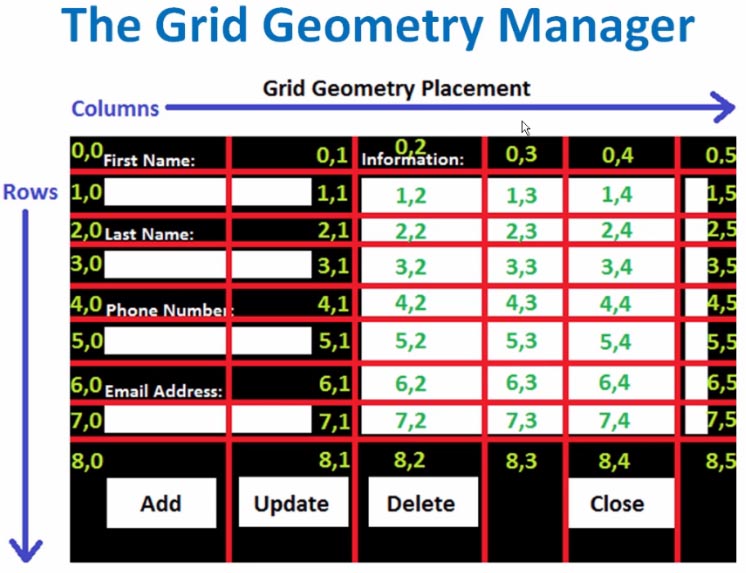 The Grid Geometry Manager
Grid Geometry Placement
Columns
Rows
0,0 First Name: 0,1 0,2 Information: 0,3 0,4 0,5
1,0 1,1 1,2 1,3 1,4 1,5
2,0 Last Name: 2,1 2,2 2,3 2,4 2,5
3,0 3,1 3,2 3,3 3,4 3,5
4,0 Phone Number: 4,1 4,2 4,3 4,4 4,5
5,0 5,1 5,2 5,3 5,4 5,5
6,0 Email Address: 6,1 6,2 6,3 6,4 6,5
7,0 7,1 7,2 7,3 7,4 7,5
8,0 8,1 8,2 8,3 8,4 8,5
Add Update Delete Close